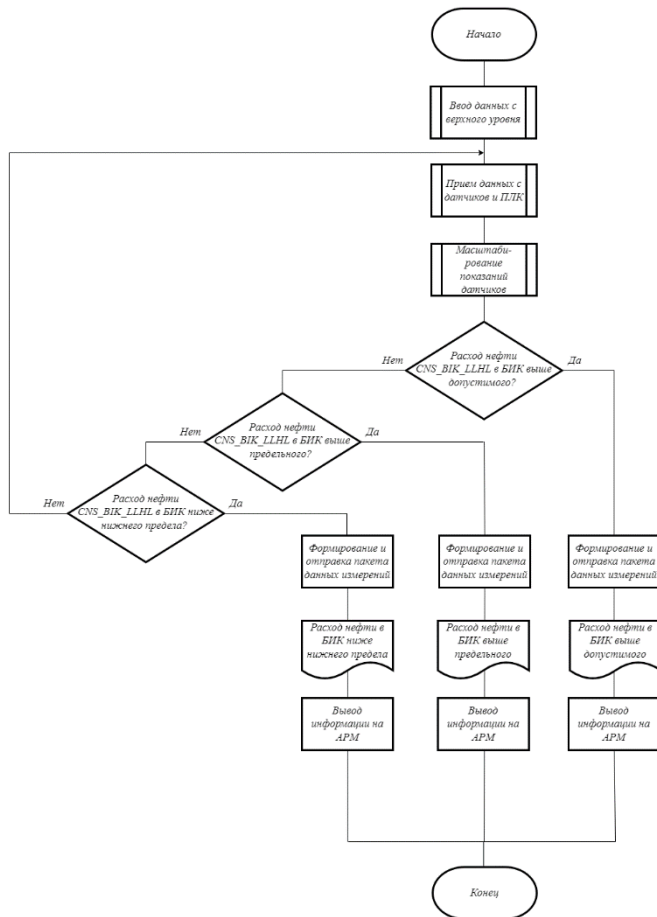 Начало
Ввод данных с
верхного уровня
Прием данных с
датчиков и ПЛК
Масштаби-
рование
показаний
датчиков
Нет
Расход нефти
CNS_BIK_LLHL в БИК выше
допустимого?
Да
Нет
Расход нефти
CNS_BIK_LLHL в БИК выше
предельного?
Да
Нет
Расход нефти
CNS_BIK_LLHL в БИК ниже
нижнего предела?
Да
Формирование и
отправка пакета
данных измерений
Формирование и
отправка пакета
данных измерений
Формирование и
отправка пакета
данных измерений
Расход нефти в
БИК ниже
нижнего предела
Расход нефти в
БИК выше
предельного
Расход нефти в
БИК выше
допустимого
Вывод
информации на
АРМ
Вывод
информации на
АРМ
Вывод
информации на
АРМ
Конец